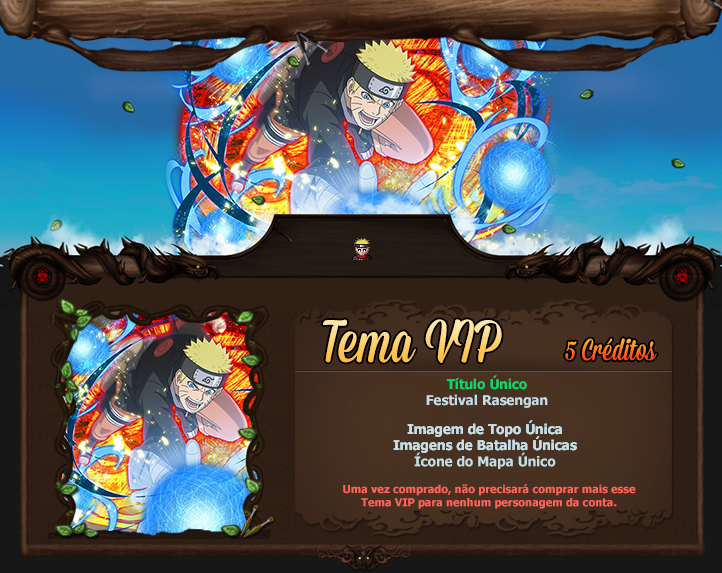 Tema VIP
5 Créditos
Título Único
Festival Rasengan
Imagem de Topo Única
Imagens de Batalha Únicas
Ícone do Mapa Único
Uma vez comprado, não precisará comprar mais esse
Tema VIP para nenhum personagem da conta.